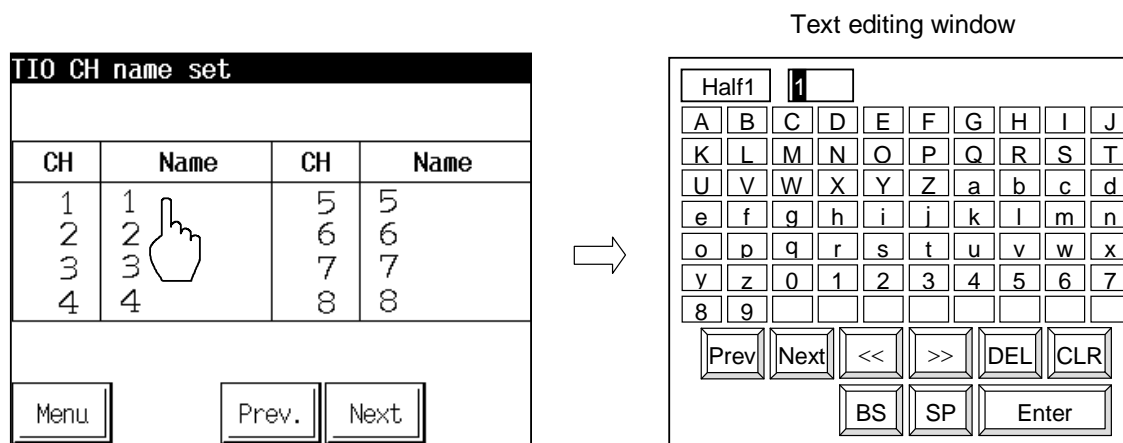 Text editing window
TIO CH name set
CH Name CH Name
1 1 5 5
2 2 6 6
3 3 7 7
4 4 8 8
Menu Prev. Next
Half1 1
A B C D E F G H I J
K L M N O P Q R S T
U V W X Y Z a b c d
e f g h i j k l m n
o p q r s t u v w x
y z 0 1 2 3 4 5 6 7
8 9
Prev Next << >> DEL CLR
BS SP Enter